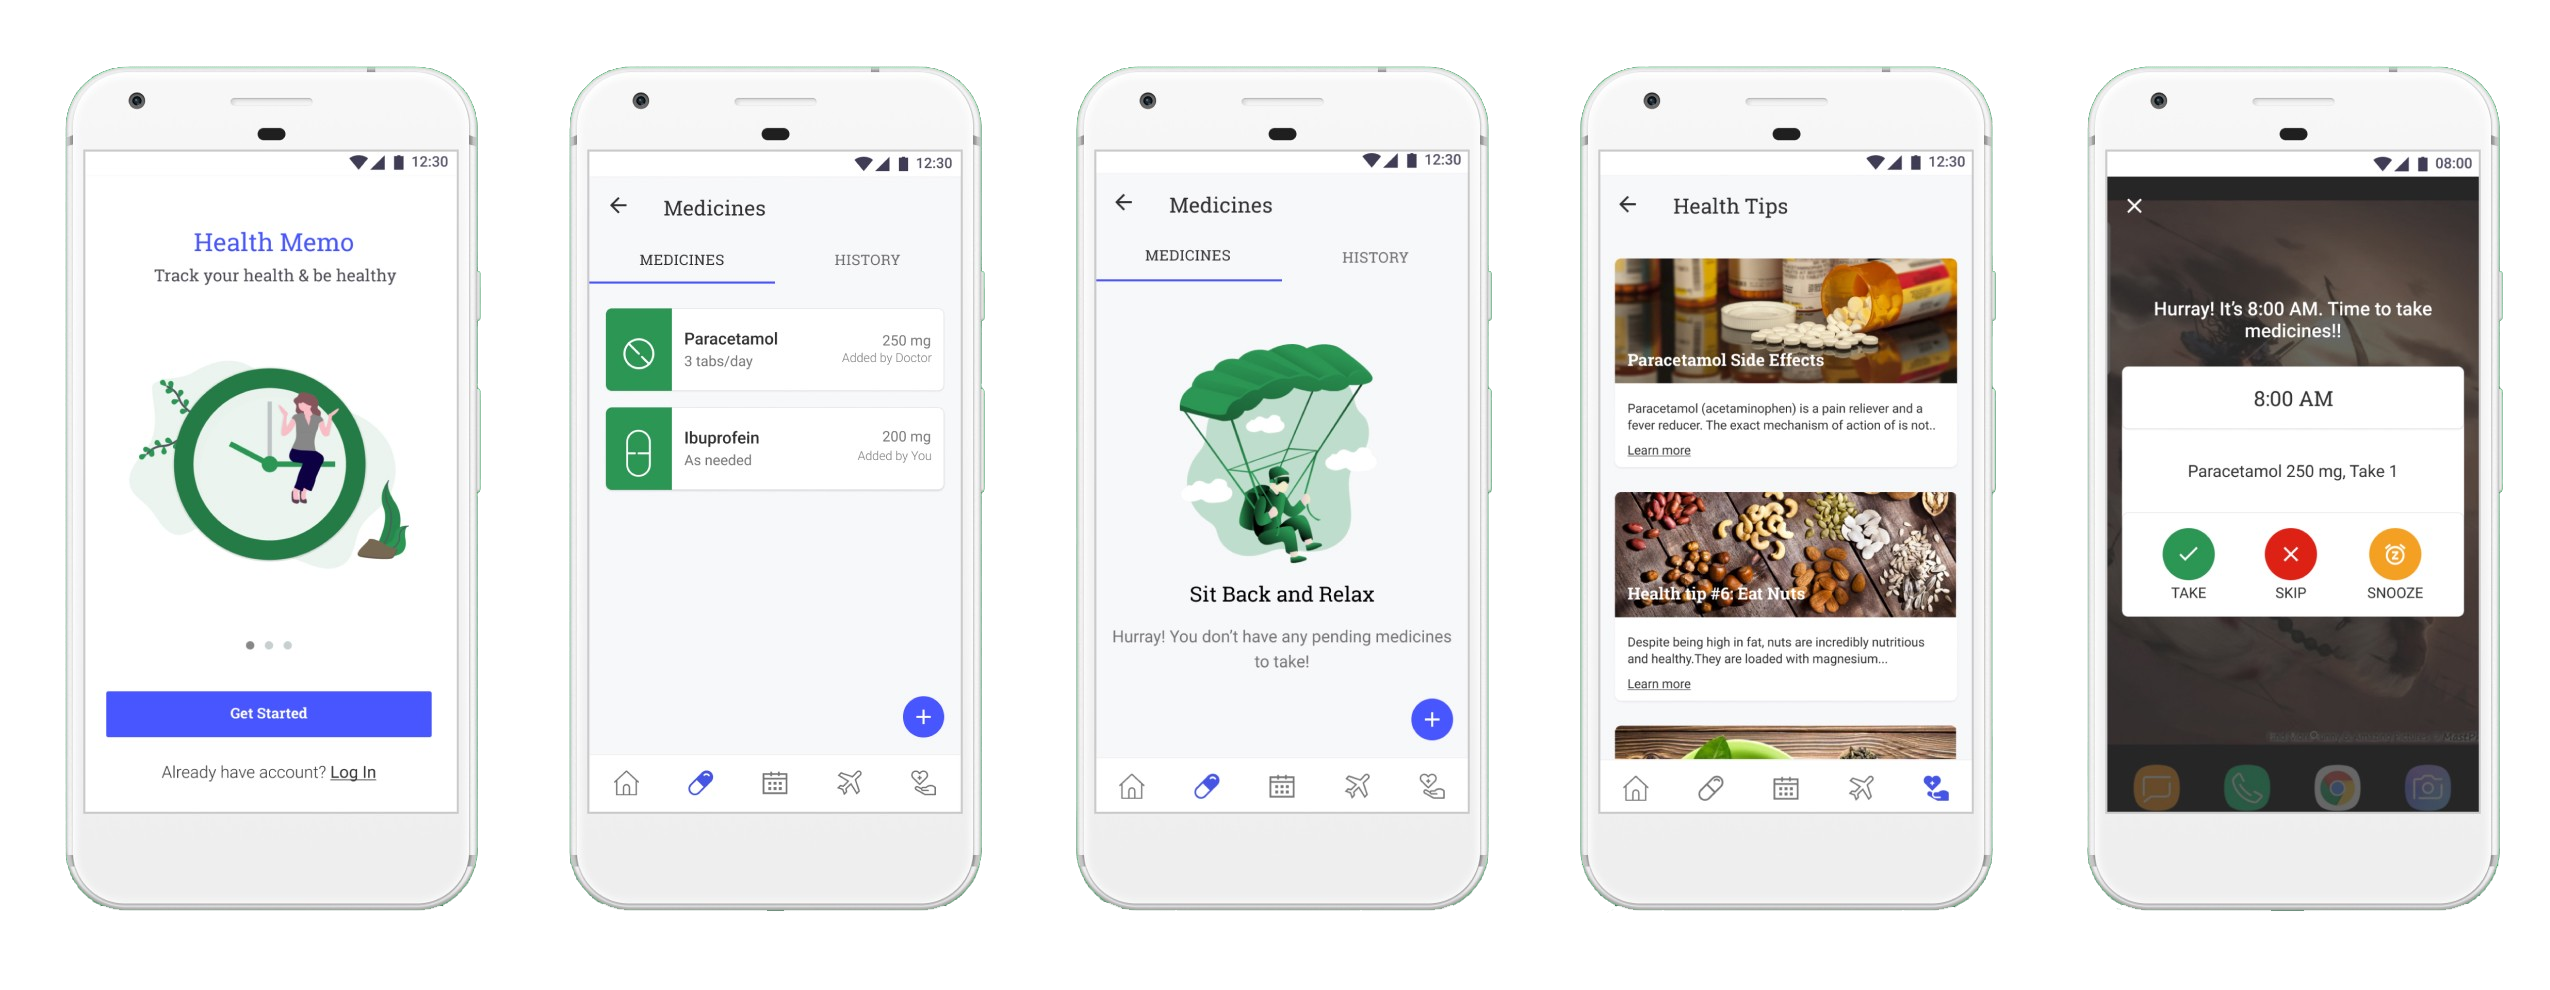 12:30
Health Memo
Track your health & be healthy
Get Started
Already have account? Log In
12:30
Medicines
MEDICINES
HISTORY
Paracetamol
250 mg
3 tabs/day
Added by Doctor
Ibuprofein
200 mg
As needed
Added by You
12:30
Medicines
MEDICINES
HISTORY
Sit Back and Relax
Hurray! You don't have any pending medicines
to take!
12:30
Health Tips
Paracetamol Side Effects
Paracetamol (acetaminophen) is a pain reliever and a
fever reducer. The exact mechanism of action of is not..
Learn more
Health tip #6: Eat Nuts
Despite being high in fat, nuts are incredibly nutritious
and healthy.They are loaded with magnesium...
Learn more
08:00
Hurray! It's 8:00 AM. Time to take
medicines!!
8:00 AM
Paracetamol 250 mg, Take 1
TAKE
SKIP
SNOOZE